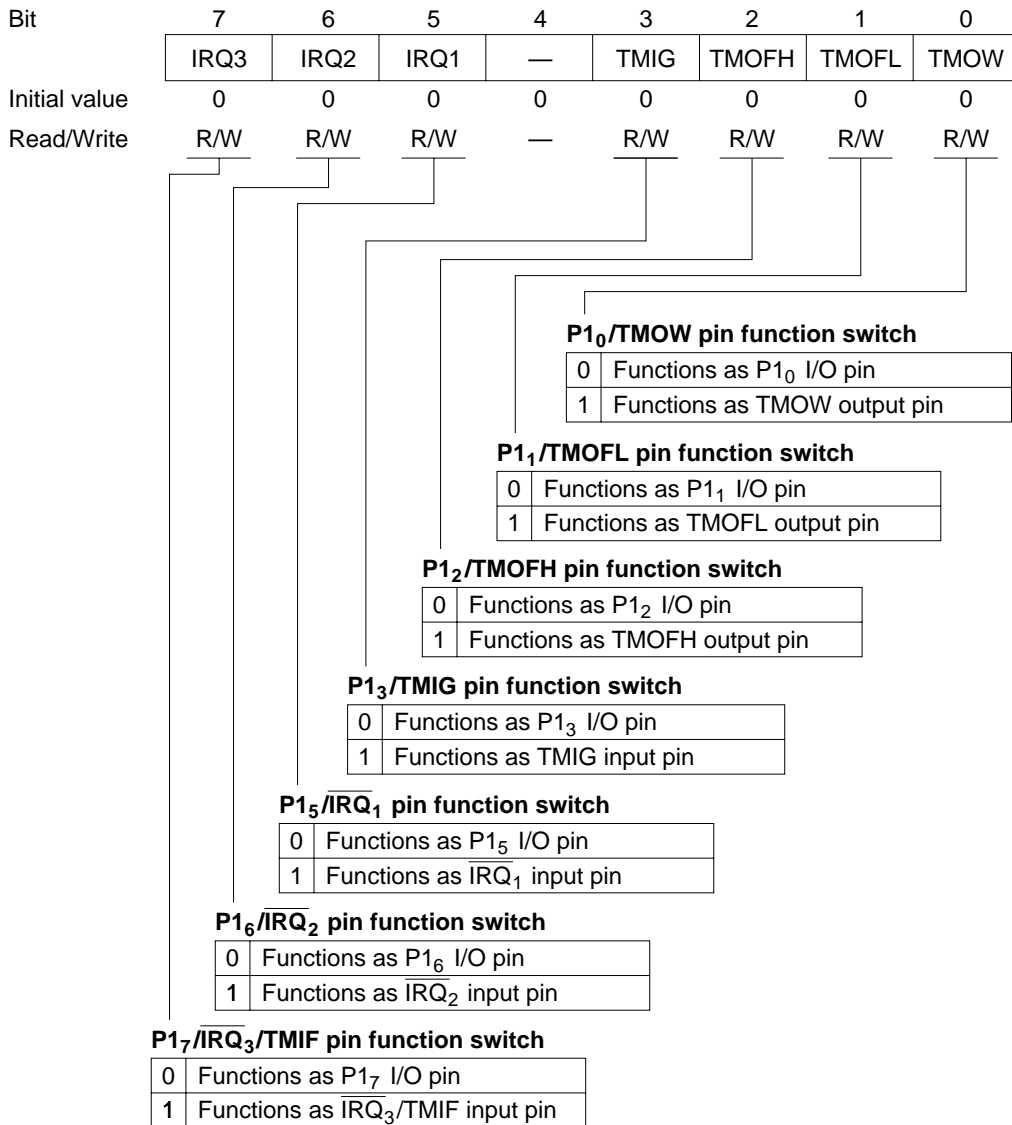 Bit 7 6 5 4 3 2 1 0
IRQ3 IRQ2 IRQ1 — TMIG TMOFH TMOFL TMOW
Initial value 0 0 0 0 0 0 0 0
Read/Write R/W R/W R/W — R/W R/W R/W R/W
P1₀/TMOW pin function switch
0 Functions as P1₀ I/O pin
1 Functions as TMOW output pin
P1₁/TMOFL pin function switch
0 Functions as P1₁ I/O pin
1 Functions as TMOFL output pin
P1₂/TMOFH pin function switch
0 Functions as P1₂ I/O pin
1 Functions as TMOFH output pin
P1₃/TMIG pin function switch
0 Functions as P1₃ I/O pin
1 Functions as TMIG input pin
P1₅/I̅R̅Q̅₁ pin function switch
0 Functions as P1₅ I/O pin
1 Functions as I̅R̅Q̅₁ input pin
P1₆/I̅R̅Q̅₂ pin function switch
0 Functions as P1₆ I/O pin
1 Functions as I̅R̅Q̅₂ input pin
P1₇/I̅R̅Q̅₃/TMIF pin function switch
0 Functions as P1₇ I/O pin
1 Functions as I̅R̅Q̅₃/TMIF input pin